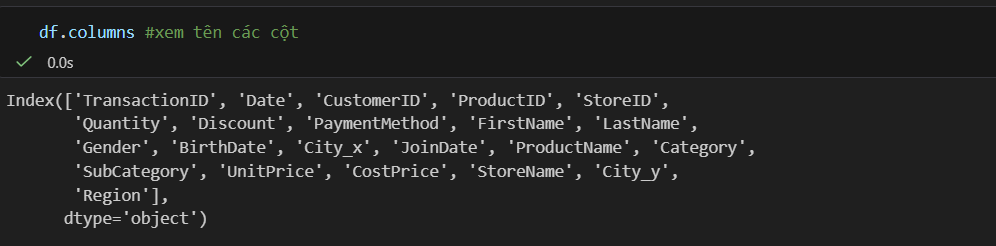 df.columns #xem tên các cột
0.0s
Index(['TransactionID', 'Date', 'CustomerID', 'ProductID', 'StoreID',
'Quantity', 'Discount', 'PaymentMethod', 'FirstName', 'LastName',
'Gender', 'BirthDate', 'City_x', 'JoinDate', 'ProductName', 'Category',
'SubCategory', 'UnitPrice', 'CostPrice', 'StoreName', 'City_y',
'Region'],
dtype='object')